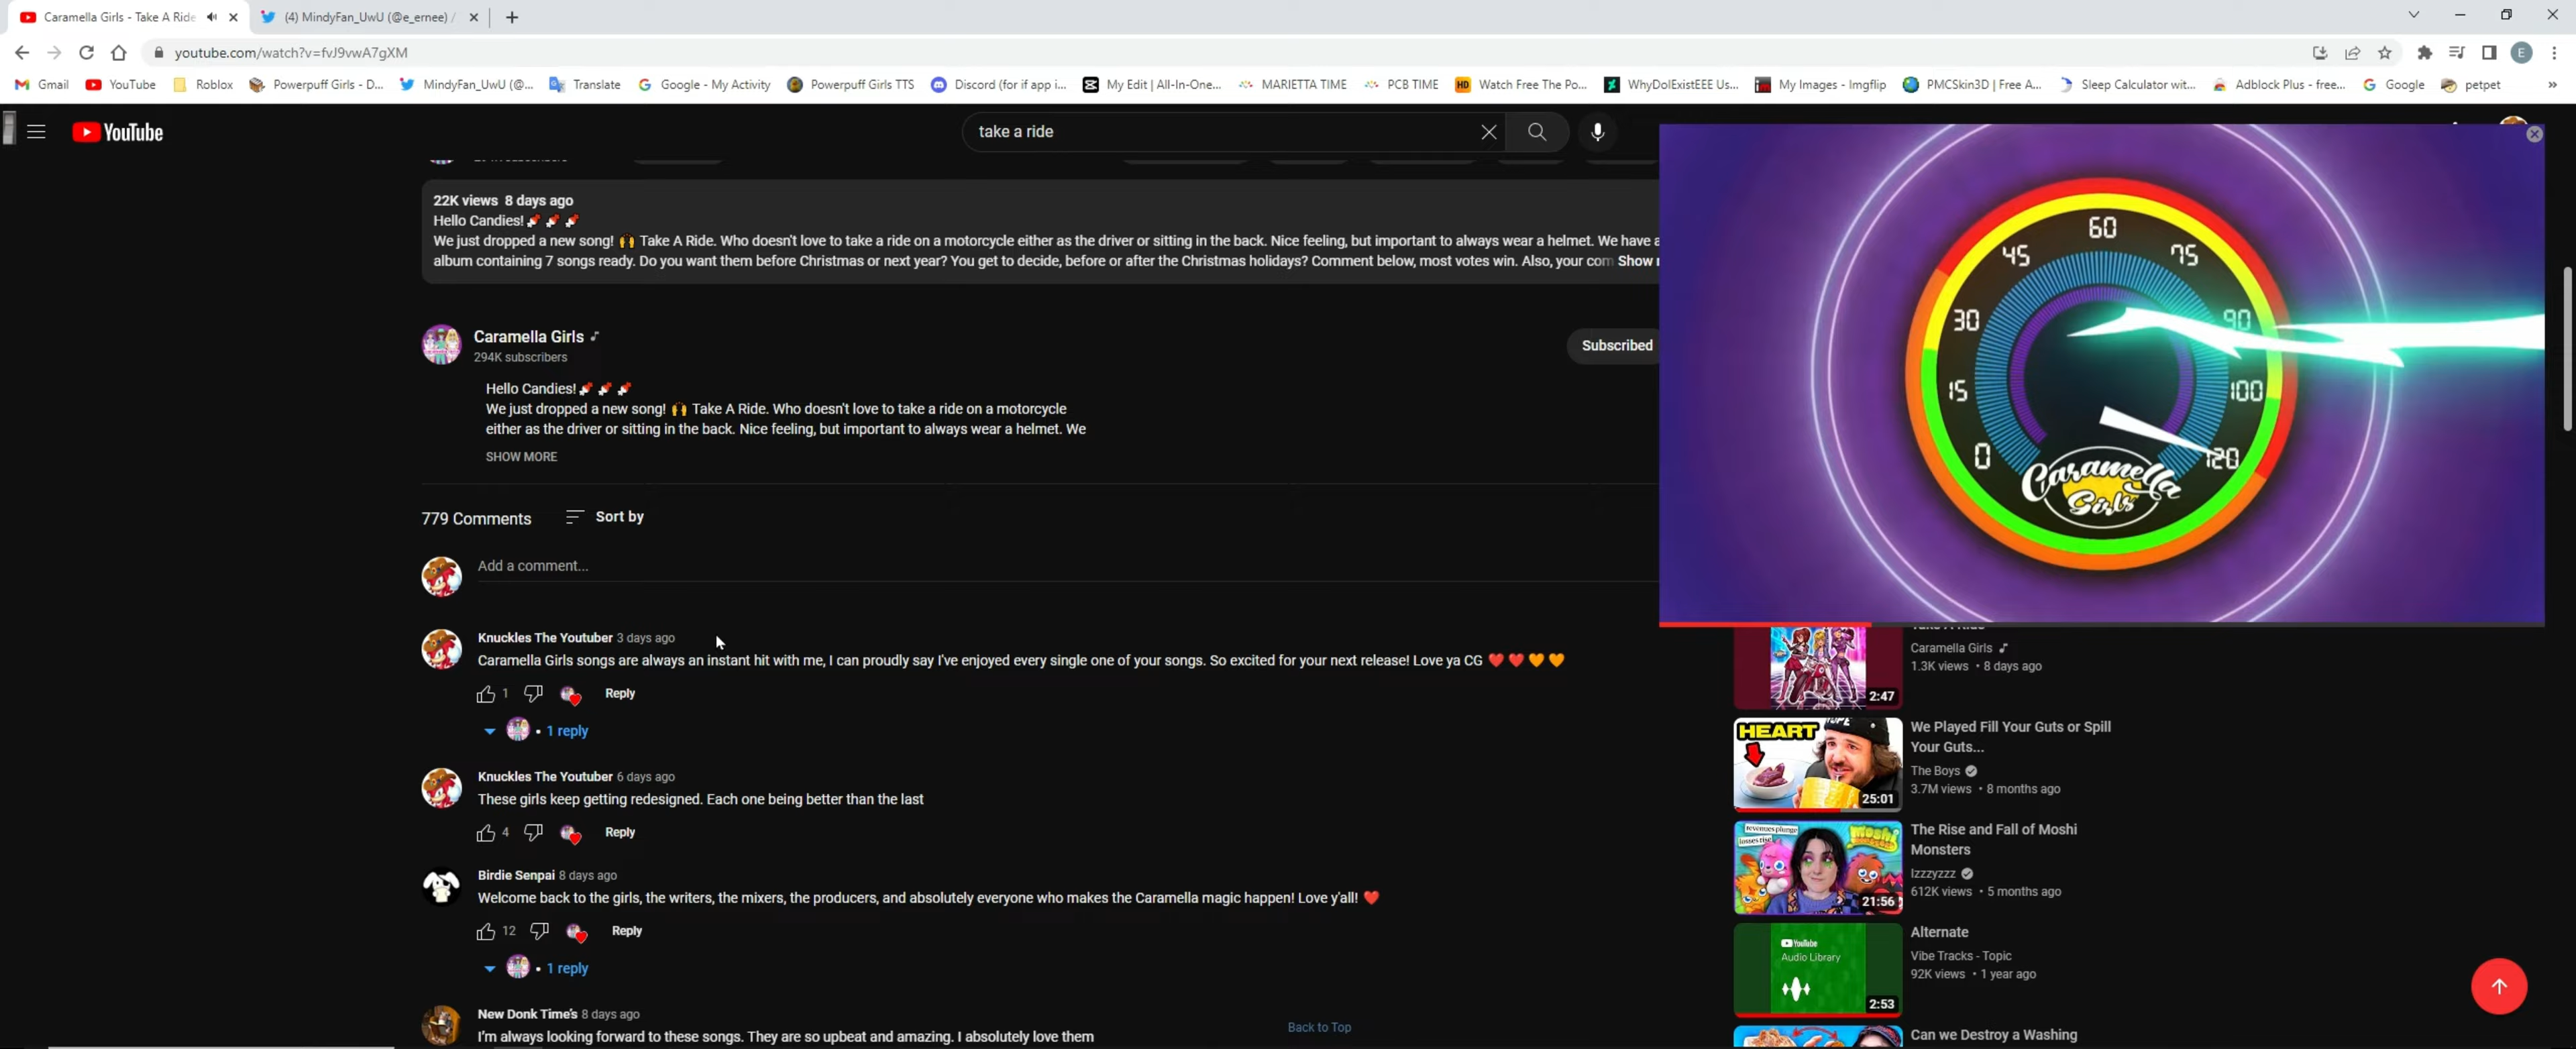 Caramella Girls - Take A Ride
(4) MindyFan_UwU (@e_ernee) /
youtube.com/watch?v=fvJ9vwA7gXM
E
Gmail YouTube Roblox Powerpuff Girls - D... MindyFan_UwU (@... Translate Google - My Activity Powerpuff Girls TTS Discord (for if app i... My Edit | All-In-One... MARIETTA TIME PCB TIME HD Watch Free The Po... WhyDoIExistEEE Us... My Images - Imgflip PMCSkin3D | Free A... Sleep Calculator wit... Adblock Plus - free... Google petpet »
YouTube
take a ride
22K views 8 days ago
Hello Candies!
We just dropped a new song! 🙌 Take A Ride. Who doesn't love to take a ride on a motorcycle either as the driver or sitting in the back. Nice feeling, but important to always wear a helmet. We have a
album containing 7 songs ready. Do you want them before Christmas or next year? You get to decide, before or after the Christmas holidays? Comment below, most votes win. Also, your com Show
Caramella Girls
294K subscribers
Subscribed
Hello Candies!
We just dropped a new song! 🙌 Take A Ride. Who doesn't love to take a ride on a motorcycle
either as the driver or sitting in the back. Nice feeling, but important to always wear a helmet. We
SHOW MORE
779 Comments Sort by
Add a comment...
Knuckles The Youtuber 3 days ago
Caramella Girls songs are always an instant hit with me, I can proudly say I've enjoyed every single one of your songs. So excited for your next release! Love ya CG ❤️ ❤️ 🧡 🧡
1 Reply
• 1 reply
Knuckles The Youtuber 6 days ago
These girls keep getting redesigned. Each one being better than the last
4 Reply
Birdie Senpai 8 days ago
Welcome back to the girls, the writers, the mixers, the producers, and absolutely everyone who makes the Caramella magic happen! Love y'all! ❤️
12 Reply
• 1 reply
New Donk Time's 8 days ago
I'm always looking forward to these songs. They are so upbeat and amazing. I absolutely love them
Back to Top
0 15 30 45 60 75 90 100 120
Caramella
Girls
Take A Ride
Caramella Girls
1.3K views • 8 days ago
2:47
HEART
25:01
We Played Fill Your Guts or Spill
Your Guts...
The Boys
3.7M views • 8 months ago
revenues plunge
losses rise
moshi
21:56
The Rise and Fall of Moshi
Monsters
Izzzyzzz
612K views • 5 months ago
YouTube
Audio Library
2:53
Alternate
Vibe Tracks - Topic
92K views • 1 year ago
Can we Destroy a Washing